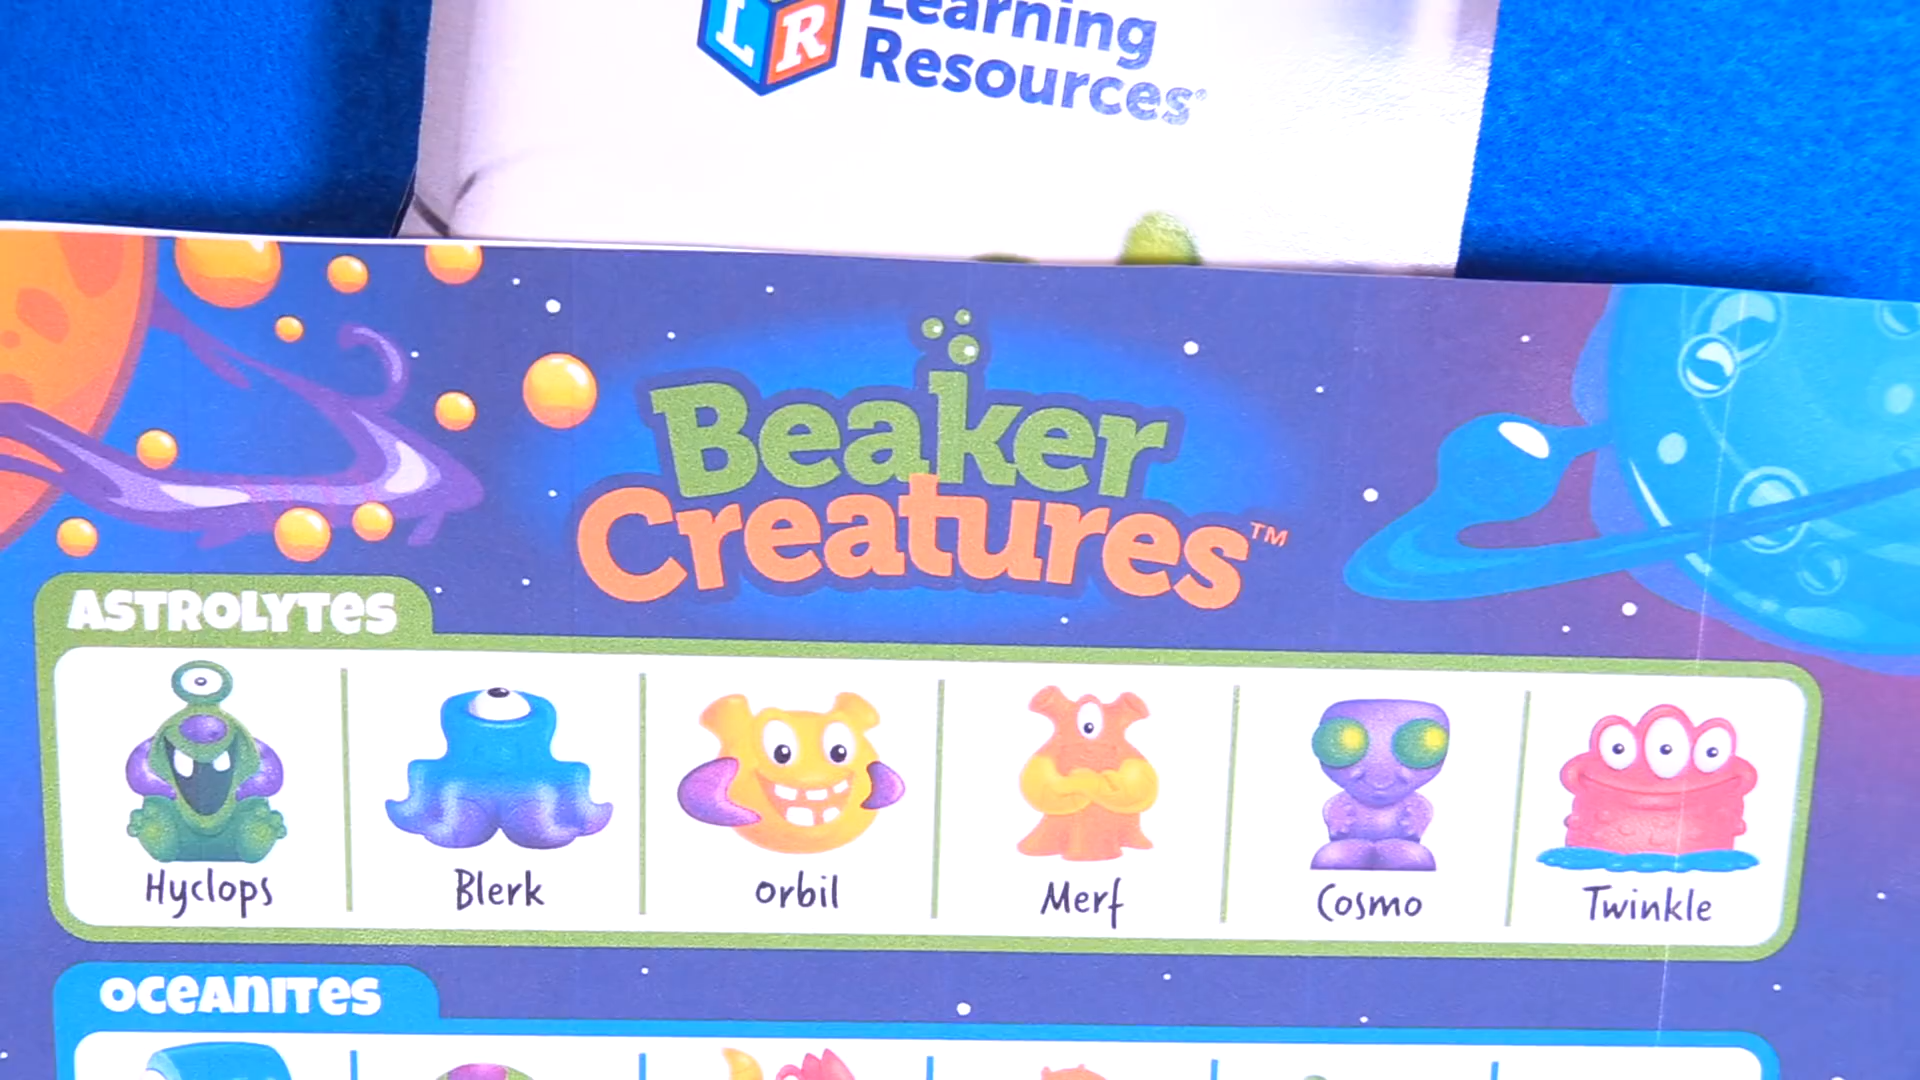 LR
Learning
Resources®
Beaker
Creatures™
ASTROLYTES
Hyclops
Blerk
Orbil
Merf
Cosmo
Twinkle
OCEANITES